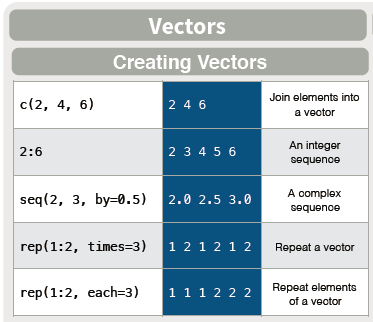 Vectors
Creating Vectors
c(2, 4, 6) 2 4 6 Join elements into
a vector
2:6 2 3 4 5 6 An integer
sequence
seq(2, 3, by=0.5) 2.0 2.5 3.0 A complex
sequence
rep(1:2, times=3) 1 2 1 2 1 2 Repeat a vector
rep(1:2, each=3) 1 1 1 2 2 2 Repeat elements
of a vector